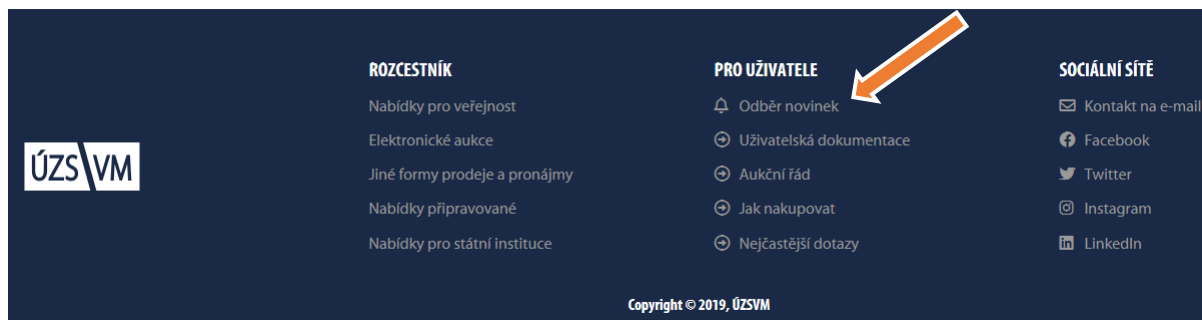 ÚZSVM
ROZCESTNÍK
Nabídky pro veřejnost
Elektronické aukce
Jiné formy prodeje a pronájmy
Nabídky připravované
Nabídky pro státní instituce
PRO UŽIVATELE
Odběr novinek
Uživatelská dokumentace
Aukční řád
Jak nakupovat
Nejčastější dotazy
SOCIÁLNÍ SÍTĚ
Kontakt na e-mail
Facebook
Twitter
Instagram
LinkedIn
Copyright © 2019, ÚZSVM